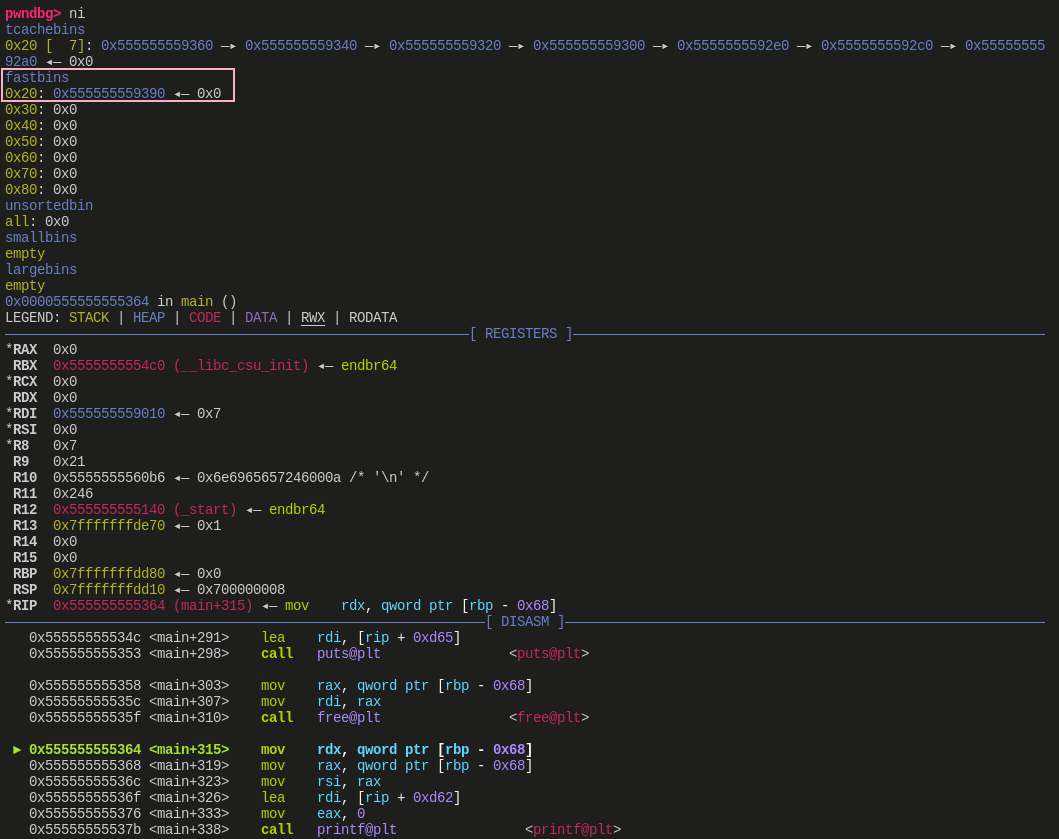 pwndbg> ni
tcachebins
0x20 [  7]: 0x555555559360 —▸ 0x555555559340 —▸ 0x555555559320 —▸ 0x555555559300 —▸ 0x5555555592e0 —▸ 0x5555555592c0 —▸ 0x55555555
92a0 ◂— 0x0
fastbins
0x20: 0x555555559390 ◂— 0x0
0x30: 0x0
0x40: 0x0
0x50: 0x0
0x60: 0x0
0x70: 0x0
0x80: 0x0
unsortedbin
all: 0x0
smallbins
empty
largebins
empty
0x0000555555555364 in main ()
LEGEND: STACK | HEAP | CODE | DATA | RWX | RODATA
[ REGISTERS ]
*RAX  0x0
 RBX  0x5555555554c0 (__libc_csu_init) ◂— endbr64
*RCX  0x0
 RDX  0x0
*RDI  0x555555559010 ◂— 0x7
*RSI  0x0
*R8   0x7
 R9   0x21
 R10  0x5555555560b6 ◂— 0x6e6965657246000a /* '\n' */
 R11  0x246
 R12  0x555555555140 (_start) ◂— endbr64
 R13  0x7fffffffde70 ◂— 0x1
 R14  0x0
 R15  0x0
 RBP  0x7fffffffdd80 ◂— 0x0
 RSP  0x7fffffffdd10 ◂— 0x700000008
*RIP  0x555555555364 (main+315) ◂— mov    rdx, qword ptr [rbp - 0x68]
[ DISASM ]
   0x55555555534c <main+291>    lea    rdi, [rip + 0xd65]
   0x555555555353 <main+298>    call   puts@plt                <puts@plt>
   0x555555555358 <main+303>    mov    rax, qword ptr [rbp - 0x68]
   0x55555555535c <main+307>    mov    rdi, rax
   0x55555555535f <main+310>    call   free@plt                <free@plt>
 ► 0x555555555364 <main+315>    mov    rdx, qword ptr [rbp - 0x68]
   0x555555555368 <main+319>    mov    rax, qword ptr [rbp - 0x68]
   0x55555555536c <main+323>    mov    rsi, rax
   0x55555555536f <main+326>    lea    rdi, [rip + 0xd62]
   0x555555555376 <main+333>    mov    eax, 0
   0x55555555537b <main+338>    call   printf@plt                <printf@plt>